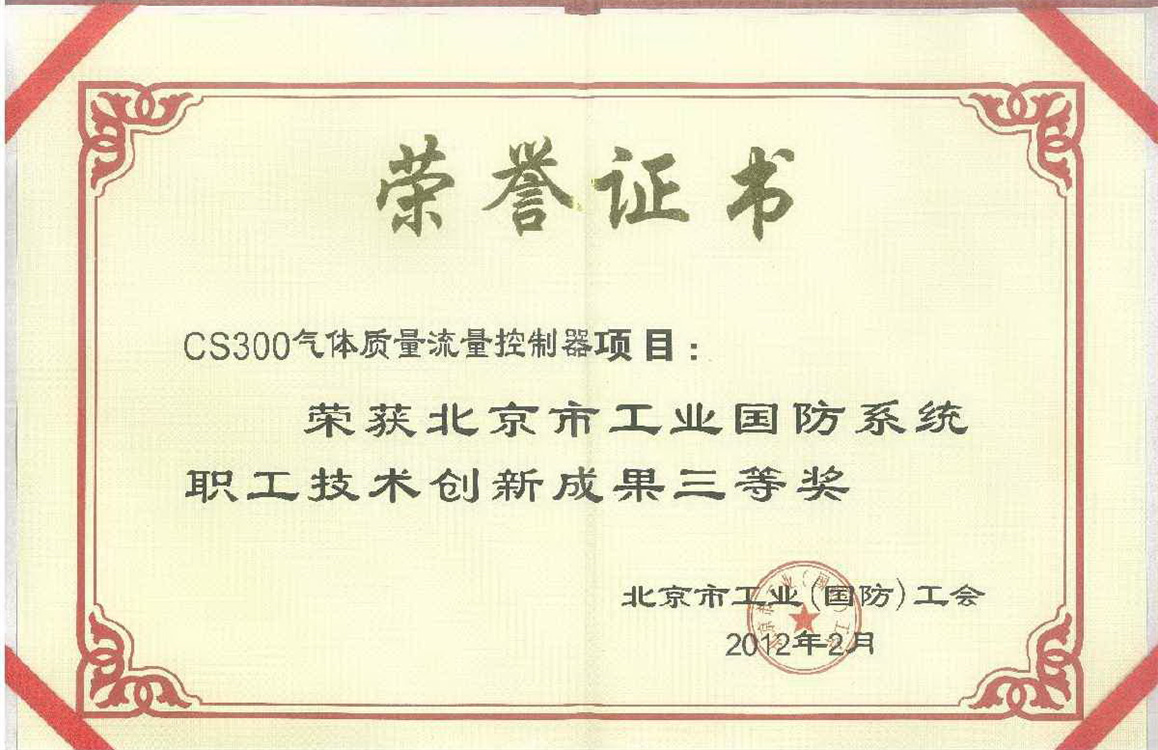 荣誉证书
CS300气体质量流量控制器项目：
荣获北京市工业国防系统
职工技术创新成果三等奖
北京市工业（国防）工会
2012年2月